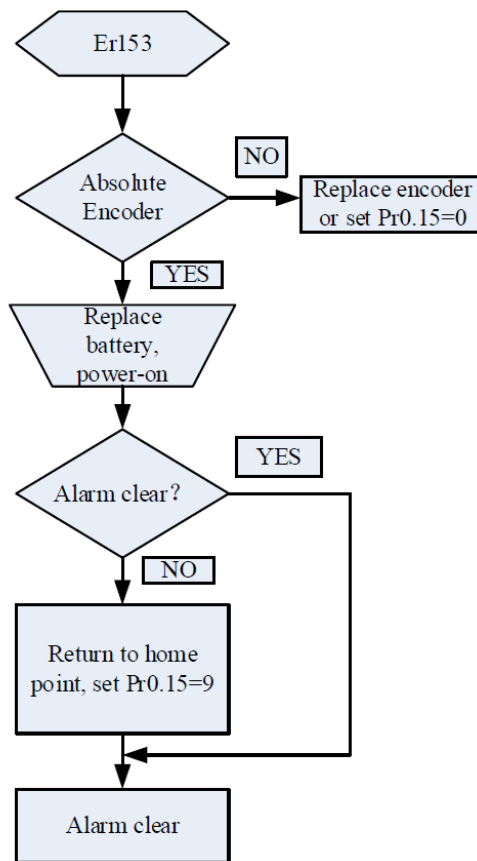 Er153
Absolute
Encoder
NO
Replace encoder
or set Pr0.15=0
YES
Replace
battery,
power-on
Alarm clear？
YES
NO
Return to home
point, set Pr0.15=9
Alarm clear